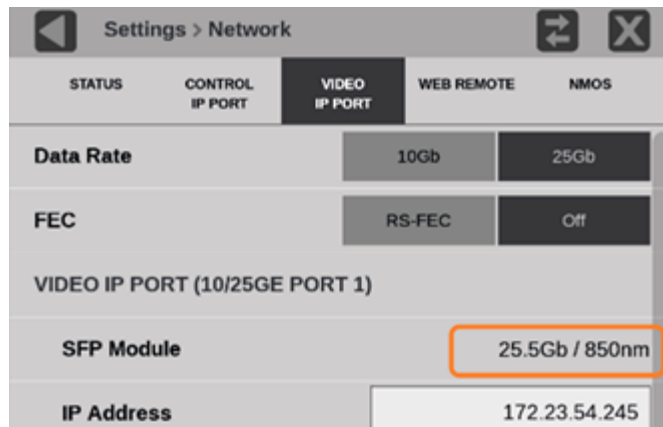 Settings > Network
STATUS
CONTROL
IP PORT
VIDEO
IP PORT
WEB REMOTE
NMOS
Data Rate
10Gb
25Gb
FEC
RS-FEC
Off
VIDEO IP PORT (10/25GE PORT 1)
SFP Module
25.5Gb / 850nm
IP Address
172.23.54.245